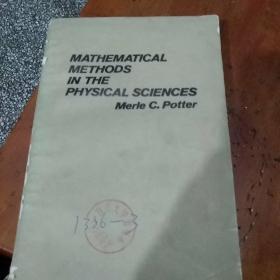 MATHEMATICAL
METHODS
IN THE
PHYSICAL SCIENCES
Merle C. Potter